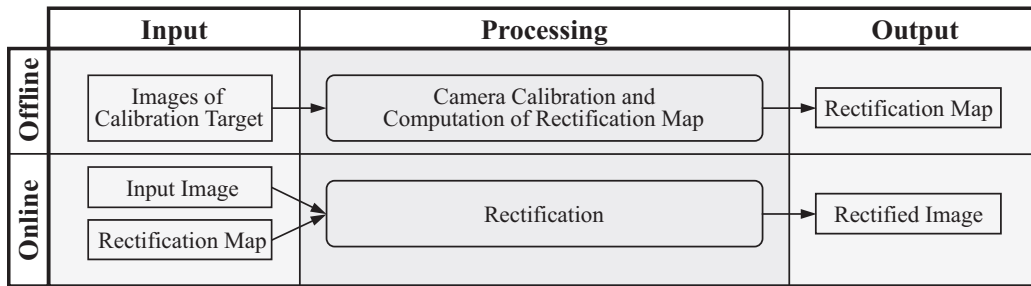 Input
Processing
Output
Offline
Images of
Calibration Target
Camera Calibration and
Computation of Rectification Map
Rectification Map
Online
Input Image
Rectification Map
Rectification
Rectified Image